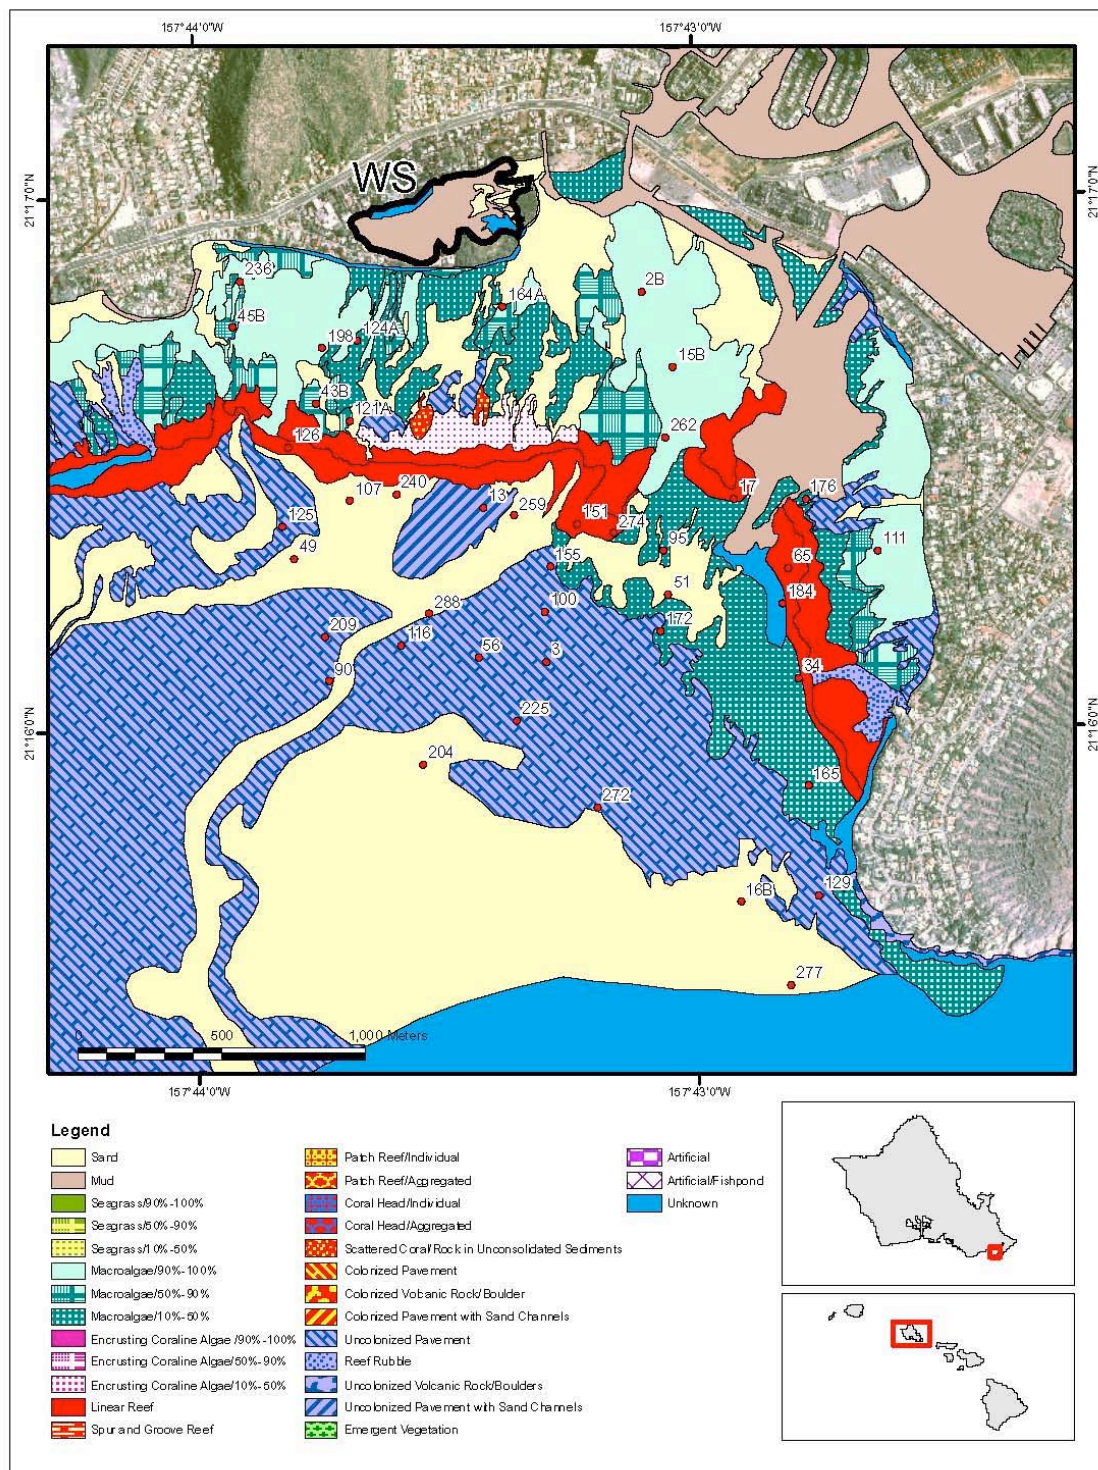 157°44'0"W 157°43'0"W
21°17'0"N 21°17'0"N
WS
236
2B
164A
45B
124A
198
15B
43B
121A
126
262
240
107
13
259
17
176
125
151
274
49
155
95
111
65
51
288
100
184
209
116
172
56
3
90
34
225
21°16'0"N 21°16'0"N
204
165
272
16B
129
277
0 500 1,000 Meters
157°44'0"W 157°43'0"W
Legend
Sand
Mud
Seagrass/90%-100%
Seagrass/50%-90%
Seagrass/10%-50%
Macroalgae/90%-100%
Macroalgae/50%-90%
Macroalgae/10%-50%
Encrusting Coraline Algae/90%-100%
Encrusting Coraline Algae/50%-90%
Encrusting Coraline Algae/10%-50%
Linear Reef
Spur and Groove Reef
Patch Reef/Individual
Patch Reef/Aggregated
Coral Head/Individual
Coral Head/Aggregated
Scattered Coral/Rock in Unconsolidated Sediments
Colonized Pavement
Colonized Volcanic Rock/Boulder
Colonized Pavement with Sand Channels
Uncolonized Pavement
Reef Rubble
Uncolonized Volcanic Rock/Boulders
Uncolonized Pavement with Sand Channels
Emergent Vegetation
Artificial
Artificial/Fishpond
Unknown